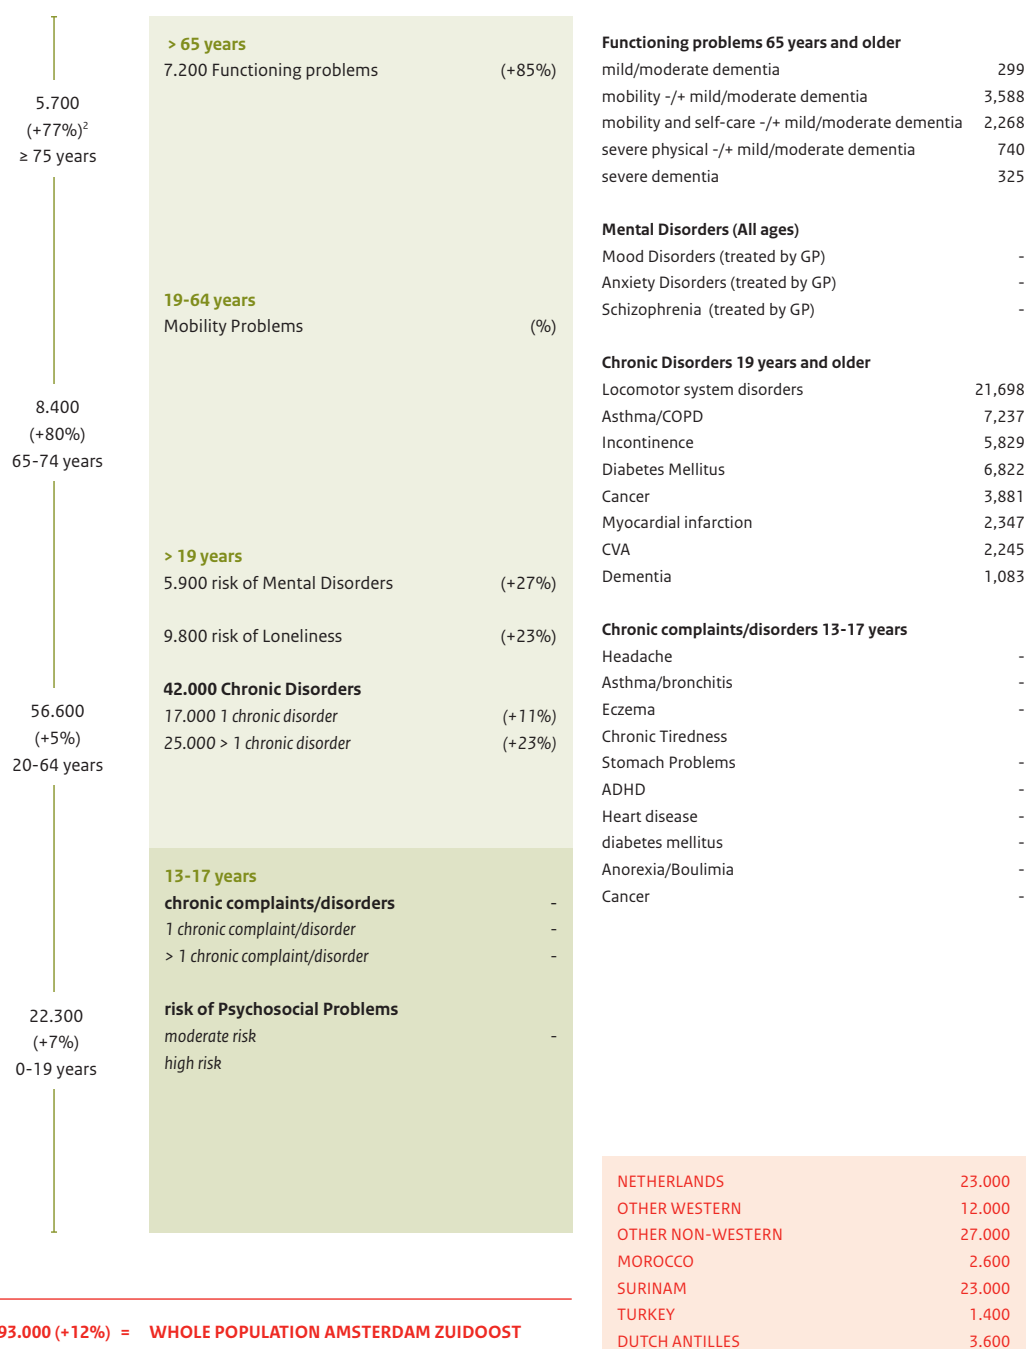 5.700
(+77%)²
≥ 75 years
8.400
(+80%)
65-74 years
56.600
(+5%)
20-64 years
22.300
(+7%)
0-19 years
> 65 years
7.200 Functioning problems (+85%)
19-64 years
Mobility Problems (%)
> 19 years
5.900 risk of Mental Disorders (+27%)
9.800 risk of Loneliness (+23%)
42.000 Chronic Disorders
17.000 1 chronic disorder (+11%)
25.000 > 1 chronic disorder (+23%)
13-17 years
chronic complaints/disorders -
1 chronic complaint/disorder -
> 1 chronic complaint/disorder -
risk of Psychosocial Problems
moderate risk -
high risk
93.000 (+12%) = WHOLE POPULATION AMSTERDAM ZUIDOOST
Functioning problems 65 years and older
mild/moderate dementia 299
mobility -/+ mild/moderate dementia 3,588
mobility and self-care -/+ mild/moderate dementia 2,268
severe physical -/+ mild/moderate dementia 740
severe dementia 325
Mental Disorders (All ages)
Mood Disorders (treated by GP) -
Anxiety Disorders (treated by GP) -
Schizophrenia (treated by GP) -
Chronic Disorders 19 years and older
Locomotor system disorders 21,698
Asthma/COPD 7,237
Incontinence 5,829
Diabetes Mellitus 6,822
Cancer 3,881
Myocardial infarction 2,347
CVA 2,245
Dementia 1,083
Chronic complaints/disorders 13-17 years
Headache -
Asthma/bronchitis -
Eczema -
Chronic Tiredness
Stomach Problems -
ADHD -
Heart disease -
diabetes mellitus -
Anorexia/Boulimia -
Cancer -
NETHERLANDS 23.000
OTHER WESTERN 12.000
OTHER NON-WESTERN 27.000
MOROCCO 2.600
SURINAM 23.000
TURKEY 1.400
DUTCH ANTILLES 3.600